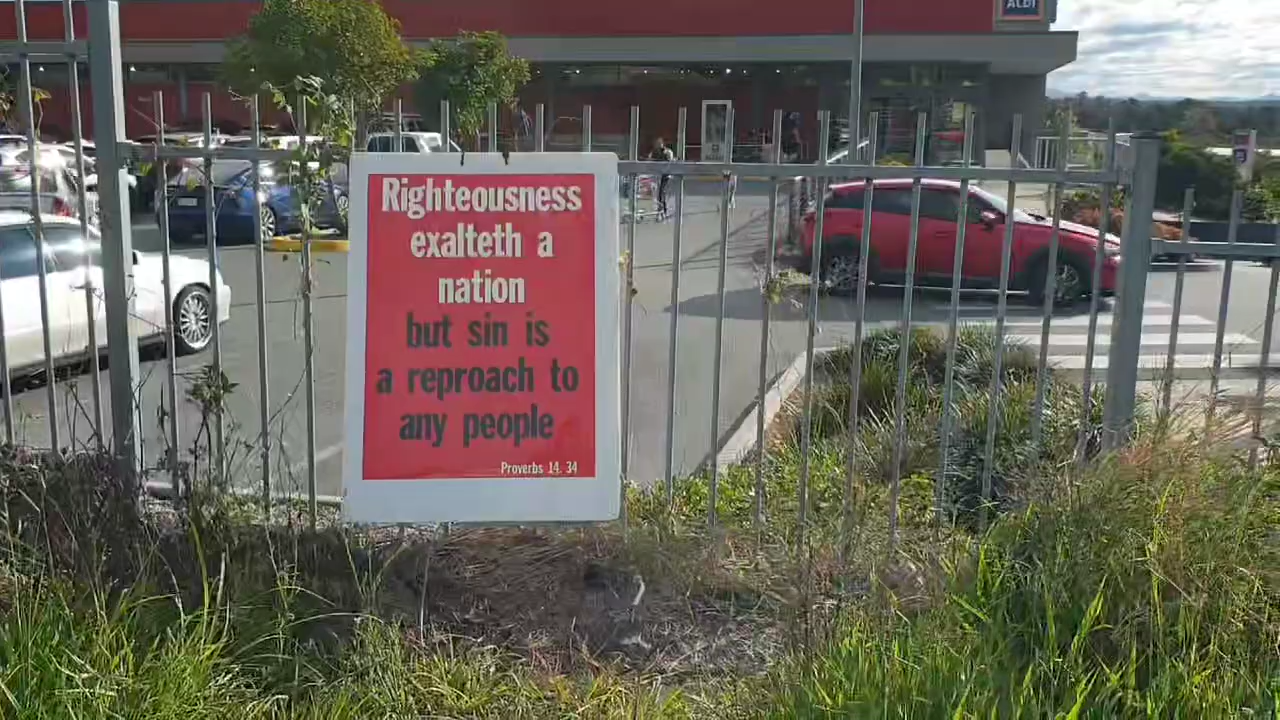 ALDI
Righteousness
exalteth a
nation
but sin is
a reproach to
any people
Proverbs 14. 34